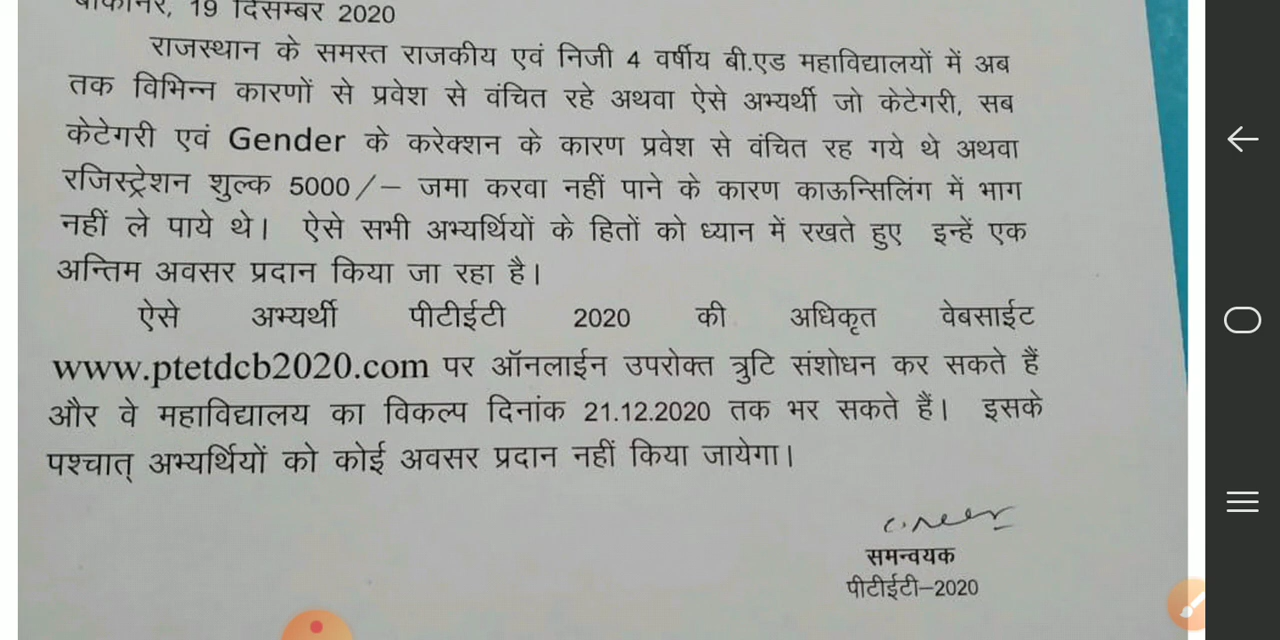 बीकानेर, 19 दिसम्बर 2020
राजस्थान के समस्त राजकीय एवं निजी 4 वर्षीय बी.एड महाविद्यालयों में अब
तक विभिन्न कारणों से प्रवेश से वंचित रहे अथवा ऐसे अभ्यर्थी जो केटेगरी, सब
केटेगरी एवं Gender के करेक्शन के कारण प्रवेश से वंचित रह गये थे अथवा
रजिस्ट्रेशन शुल्क 5000/– जमा करवा नहीं पाने के कारण काऊन्सिलिंग में भाग
नहीं ले पाये थे। ऐसे सभी अभ्यर्थियों के हितों को ध्यान में रखते हुए इन्हें एक
अन्तिम अवसर प्रदान किया जा रहा है।
ऐसे अभ्यर्थी पीटीईटी 2020 की अधिकृत वेबसाईट
www.ptetdcb2020.com पर ऑनलाईन उपरोक्त त्रुटि संशोधन कर सकते हैं
और वे महाविद्यालय का विकल्प दिनांक 21.12.2020 तक भर सकते हैं। इसके
पश्चात् अभ्यर्थियों को कोई अवसर प्रदान नहीं किया जायेगा।
समन्वयक
पीटीईटी–2020